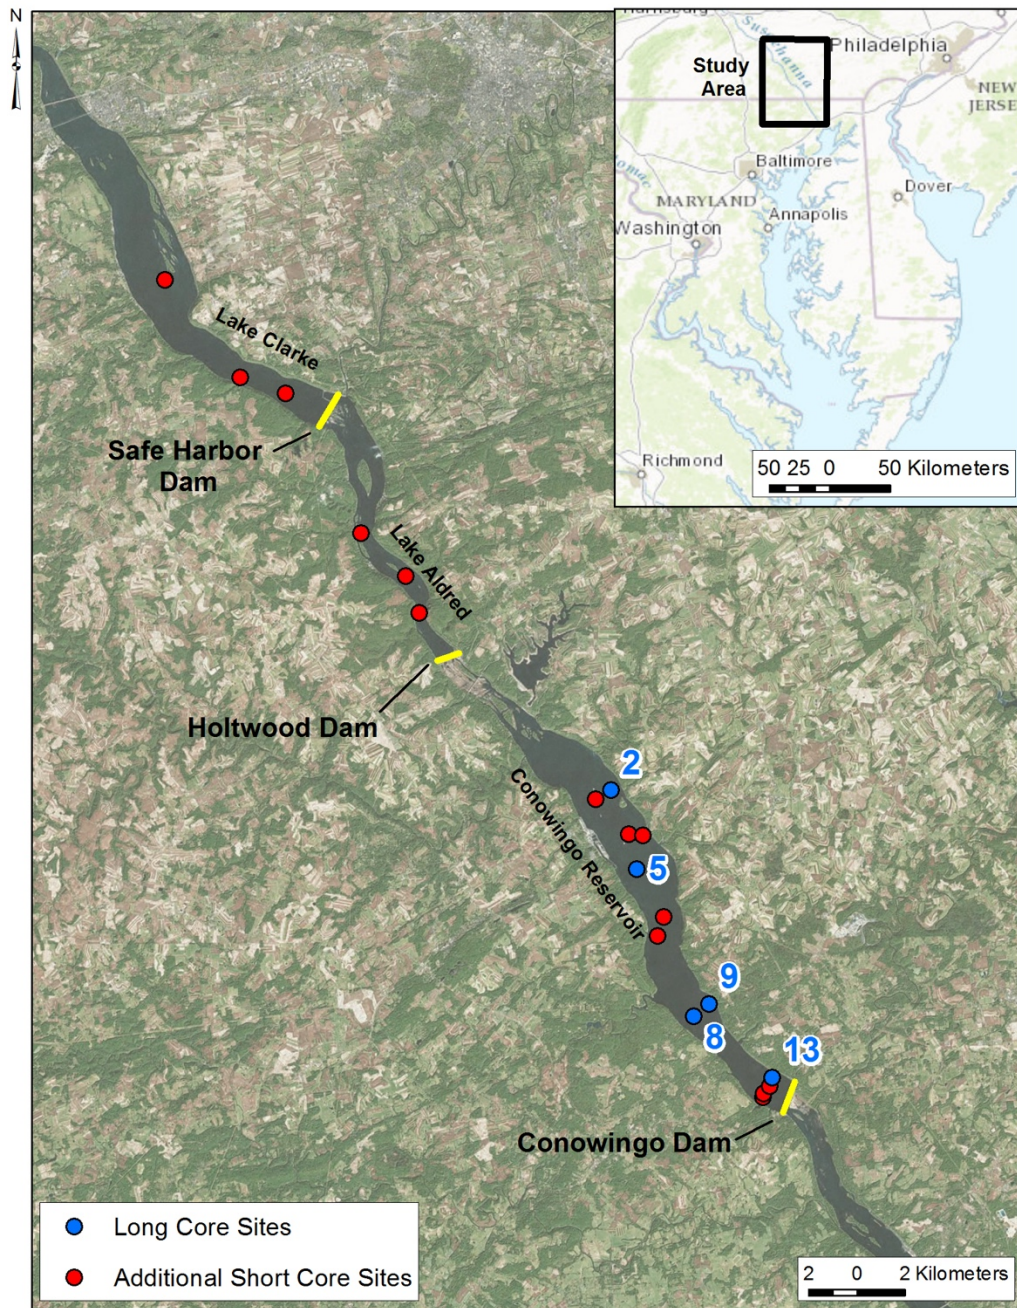 N
Harrisburg
Susquehanna
Philadelphia
Study
Area
NEW
JERSE
Baltimore
MARYLAND
Dover
Washington
Annapolis
Richmond
50 25 0 50 Kilometers
Lake Clarke
Safe Harbor
Dam
Lake Aldred
Holtwood Dam
2
Conowingo Reservoir
5
9
8
13
Conowingo Dam
Long Core Sites
Additional Short Core Sites
2 0 2 Kilometers